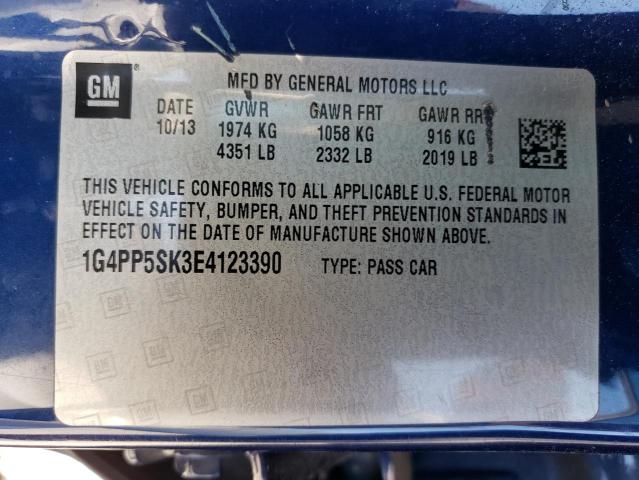 GM
MFD BY GENERAL MOTORS LLC
DATE GVWR GAWR FRT GAWR RR
10/13 1974 KG 1058 KG 916 KG
4351 LB 2332 LB 2019 LB
THIS VEHICLE CONFORMS TO ALL APPLICABLE U.S. FEDERAL MOTOR
VEHICLE SAFETY, BUMPER, AND THEFT PREVENTION STANDARDS IN
EFFECT ON THE DATE OF MANUFACTURE SHOWN ABOVE.
1G4PP5SK3E4123390 TYPE: PASS CAR